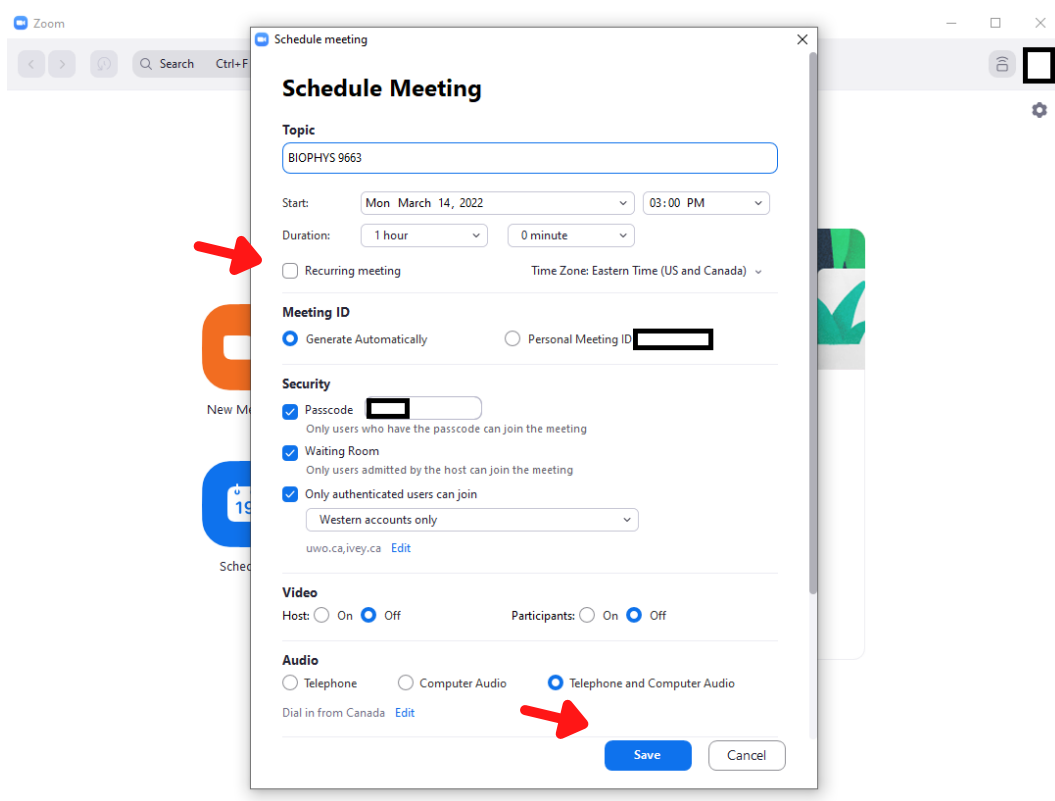 Zoom
Search Ctrl+F
Schedule meeting
Schedule Meeting
Topic
BIOPHYS 9663
Start: Mon March 14, 2022 03:00 PM
Duration: 1 hour 0 minute
Recurring meeting Time Zone: Eastern Time (US and Canada)
Meeting ID
Generate Automatically Personal Meeting ID
Security
New
Passcode
Only users who have the passcode can join the meeting
Waiting Room
Only users admitted by the host can join the meeting
Only authenticated users can join
19
Western accounts only
uwo.ca,ivey.ca Edit
Video
Host: On Off Participants: On Off
Audio
Telephone Computer Audio Telephone and Computer Audio
Dial in from Canada Edit
Save Cancel